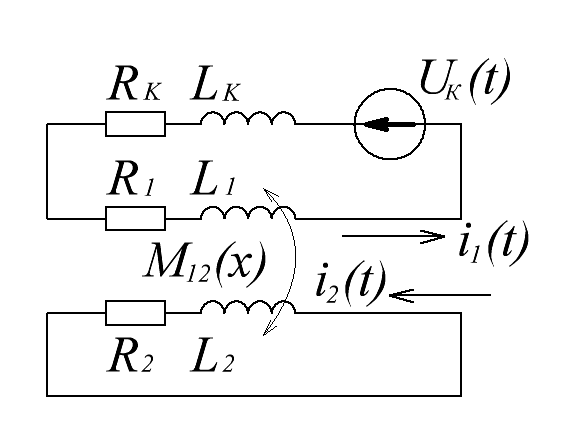 R_K L_K U_K(t)
R_1 L_1
i_1(t)
M_12(x) i_2(t)
R_2 L_2